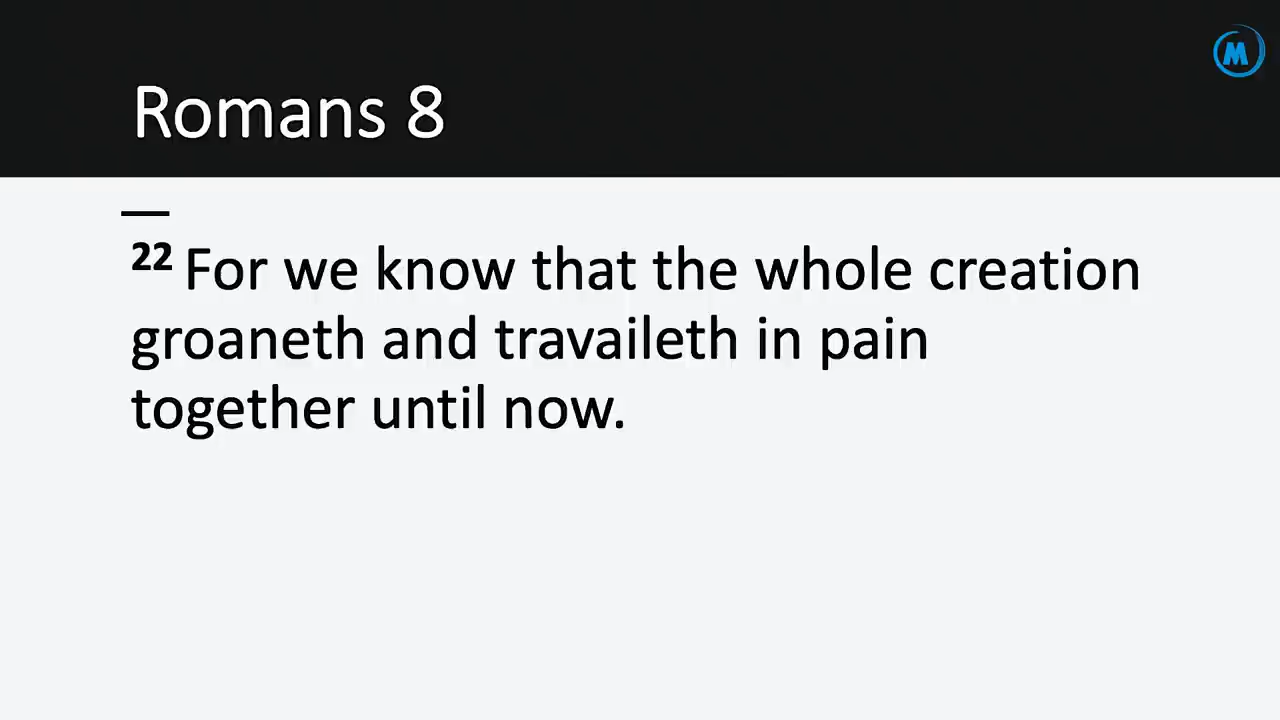 M
Romans 8
22 For we know that the whole creation
groaneth and travaileth in pain
together until now.